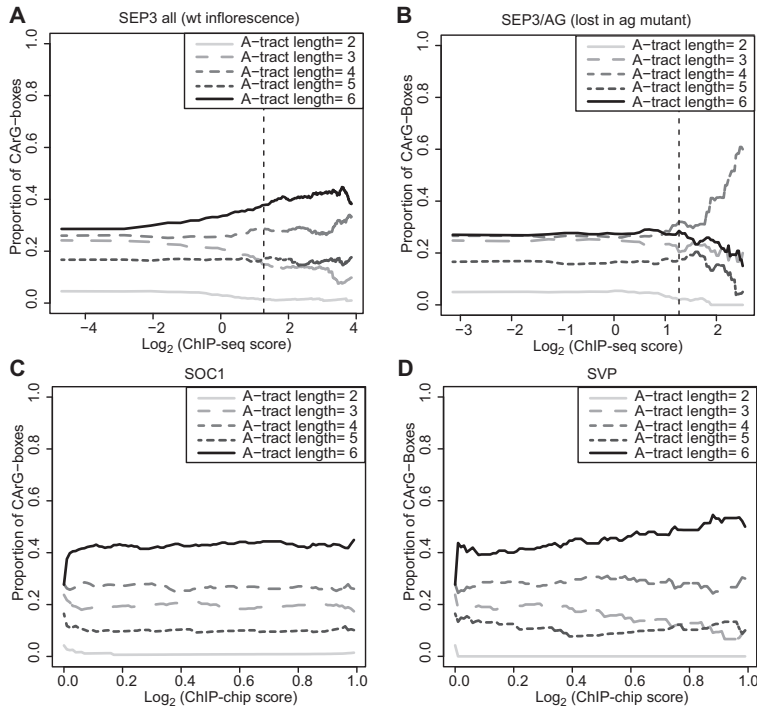 A
SEP3 all (wt inflorescence)
A-tract length= 2
A-tract length= 3
A-tract length= 4
A-tract length= 5
A-tract length= 6
Proportion of CArG-boxes
0.0 0.2 0.4 0.6 0.8 1.0
−4 −2 0 2 4
Log2 (ChIP-seq score)
B
SEP3/AG (lost in ag mutant)
A-tract length= 2
A-tract length= 3
A-tract length= 4
A-tract length= 5
A-tract length= 6
Proportion of CArG-boxes
0.0 0.2 0.4 0.6 0.8 1.0
−3 −2 −1 0 1 2
Log2 (ChIP-seq score)
C
SOC1
A-tract length= 2
A-tract length= 3
A-tract length= 4
A-tract length= 5
A-tract length= 6
Proportion of CArG-boxes
0.0 0.2 0.4 0.6 0.8 1.0
0.0 0.2 0.4 0.6 0.8 1.0
Log2 (ChIP-chip score)
D
SVP
A-tract length= 2
A-tract length= 3
A-tract length= 4
A-tract length= 5
A-tract length= 6
Proportion of CArG-Boxes
0.0 0.2 0.4 0.6 0.8 1.0
0.0 0.2 0.4 0.6 0.8 1.0
Log2 (ChIP-chip score)